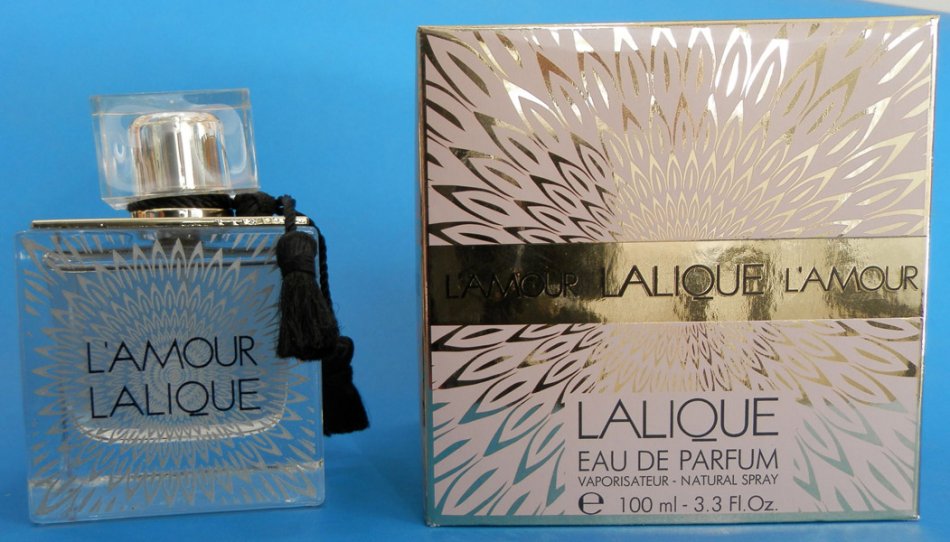 L'AMOUR
LALIQUE
L'AMOUR LALIQUE L'AMOUR
LALIQUE
EAU DE PARFUM
VAPORISATEUR - NATURAL SPRAY
℮ 100 ml - 3.3 Fl.Oz.